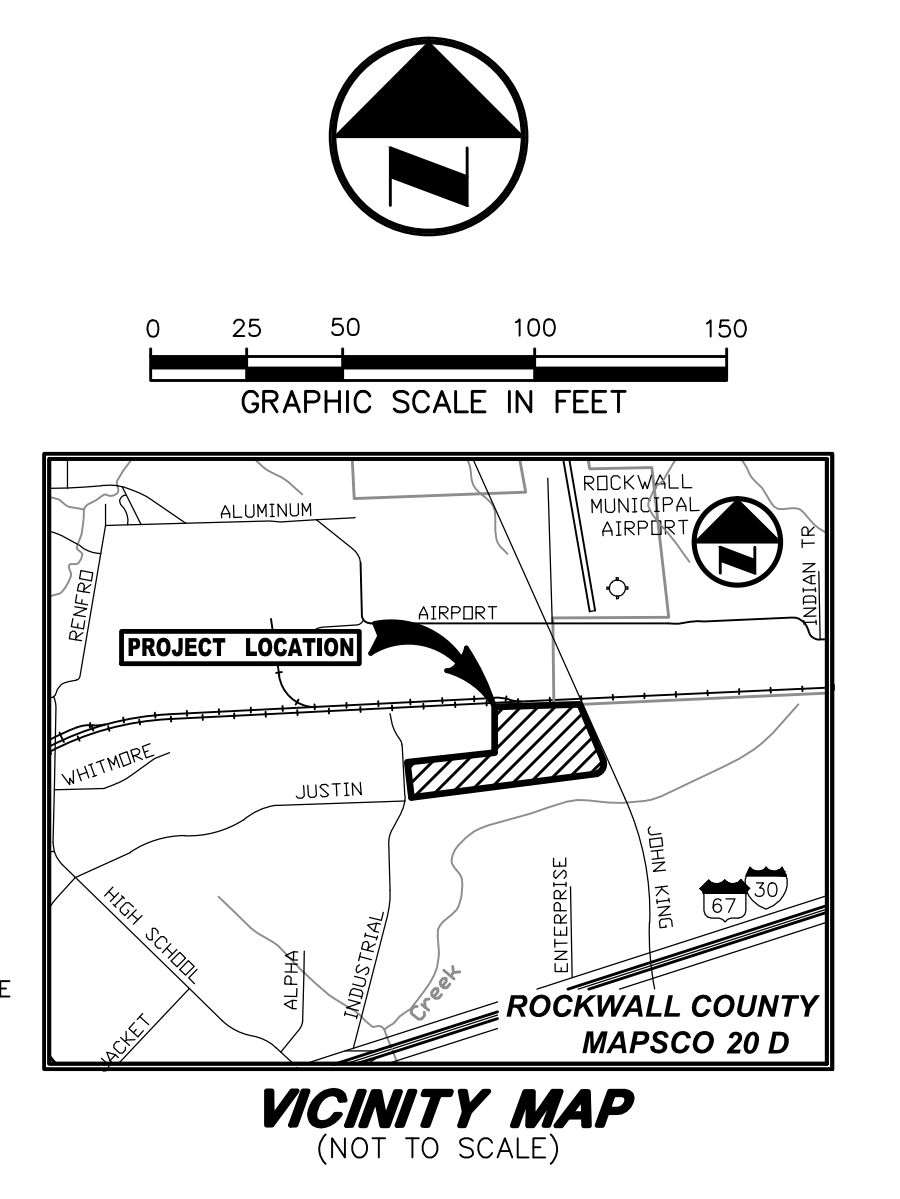 N
0 25 50 100 150
GRAPHIC SCALE IN FEET
ROCKWALL
MUNICIPAL
AIRPORT
N
ALUMINUM
INDIAN TR
RENFRO
AIRPORT
PROJECT LOCATION
WHITMORE
JUSTIN
JOHN KING
HIGH SCHOOL
ENTERPRISE
67
30
INDUSTRIAL
ALPHA
Creek
JACKET
E
ROCKWALL COUNTY
MAPSCO 20 D
VICINITY MAP
(NOT TO SCALE)